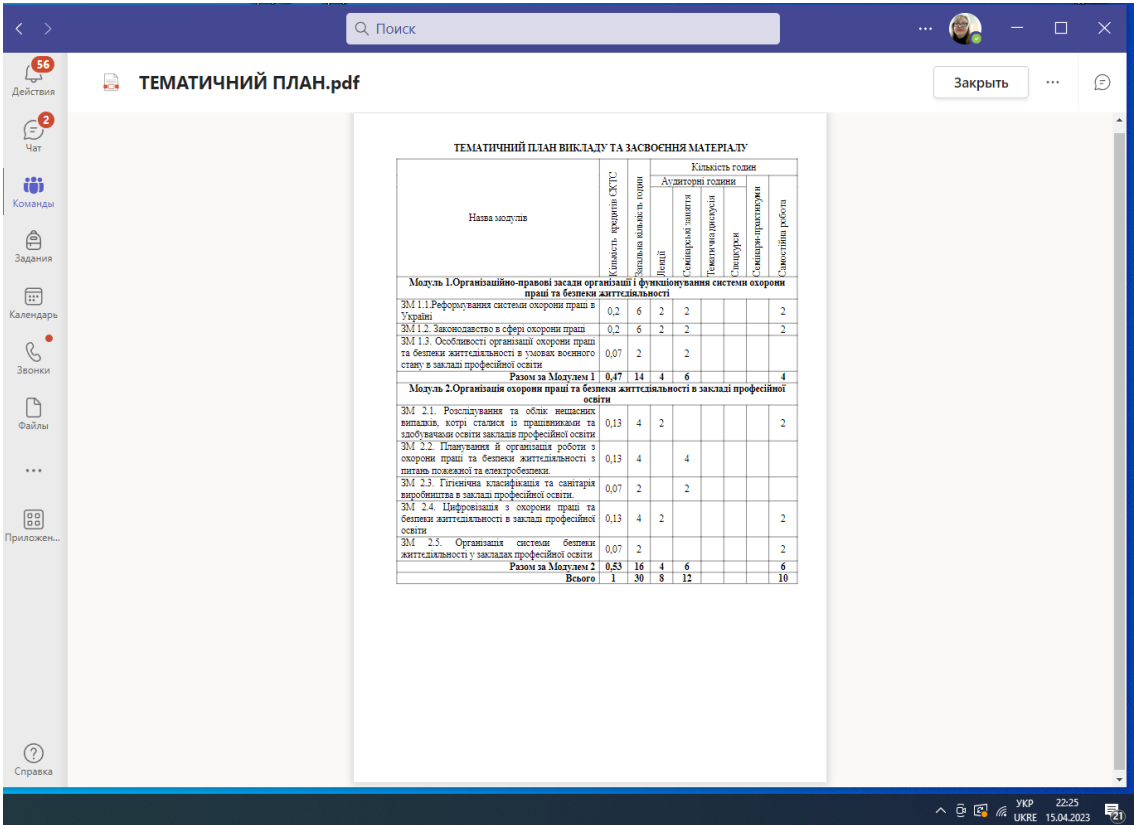 Поиск
56
Действия
2
Чат
Команды
Задания
Календарь
Звонки
Файлы
Приложен...
Справка
ТЕМАТИЧНИЙ ПЛАН.pdf
Закрыть
ТЕМАТИЧНИЙ ПЛАН ВИКЛАДУ ТА ЗАСВОЄННЯ МАТЕРІАЛУ
Назва модулів
Кількість кредитів ЄКТС
Загальна кількість годин
Кількість годин
Аудиторні години
Лекції
Семінарські заняття
Тематична дискусія
Спецкурси
Семінари-практикуми
Самостійна робота
Модуль 1.Організаційно-правові засади організації і функціонування системи охорони
праці та безпеки життєдіяльності
ЗМ 1.1.Реформування системи охорони праці в
Україні
0,2 6 2 2 2
ЗМ 1.2. Законодавство в сфері охорони праці 0,2 6 2 2 2
ЗМ 1.3. Особливості організації охорони праці
та безпеки життєдіяльності в умовах воєнного
стану в закладі професійної освіти
0,07 2 2
Разом за Модулем 1 0,47 14 4 6 4
Модуль 2.Організація охорони праці та безпеки життєдіяльності в закладі професійної
освіти
ЗМ 2.1. Розслідування та облік нещасних
випадків, котрі сталися із працівниками та
здобувачами освіти закладів професійної освіти
0,13 4 2 2
ЗМ 2.2. Планування й організація роботи з
охорони праці та безпеки життєдіяльності з
питань пожежної та електробезпеки.
0,13 4 4
ЗМ 2.3. Гігієнічна класифікація та санітарія
виробництва в закладі професійної освіти.
0,07 2 2
ЗМ 2.4. Цифровізація з охорони праці та
безпеки життєдіяльності в закладі професійної
освіти
0,13 4 2 2
ЗМ 2.5. Організація системи безпеки
життєдіяльності у закладах професійної освіти
0,07 2 2
Разом за Модулем 2 0,53 16 4 6 6
Всього 1 30 8 12 10
УКР
UKRE
22:25
15.04.2023
21